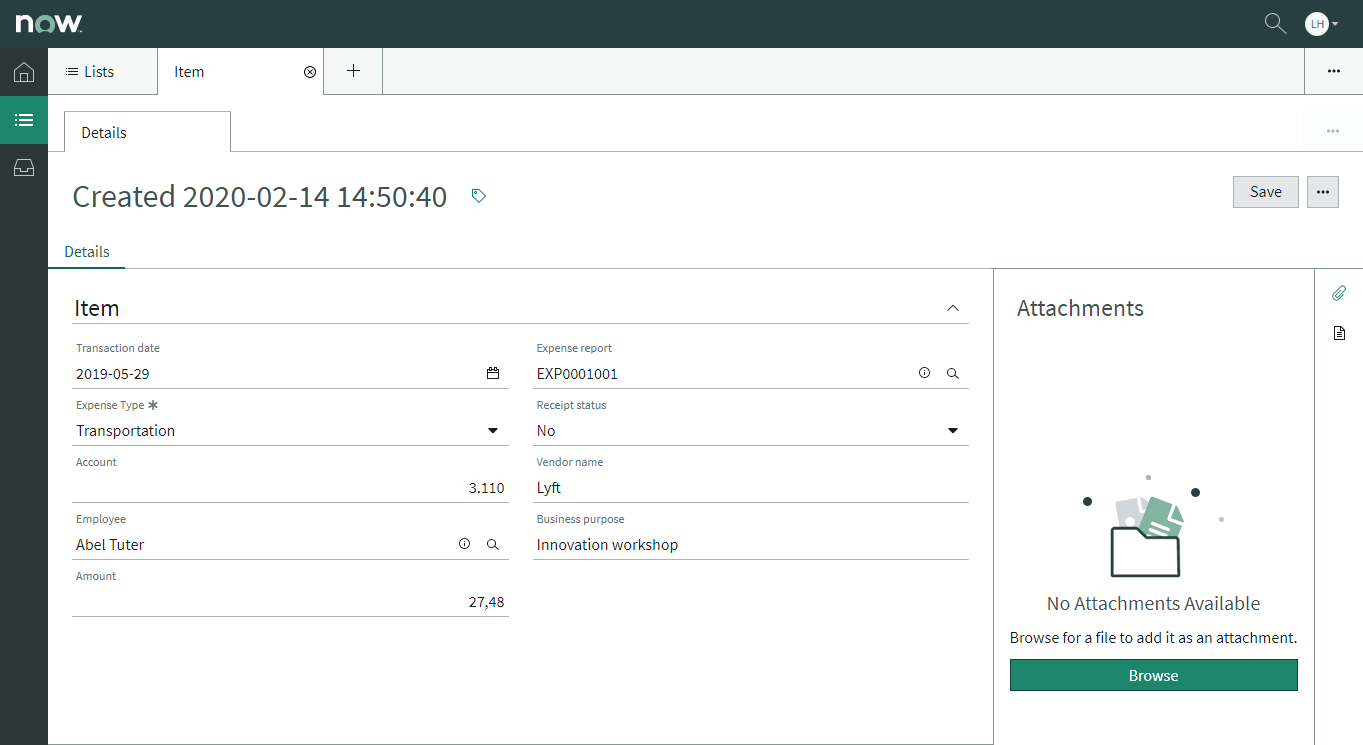 now.
LH
Lists
Item
Details
Created 2020-02-14 14:50:40
Save
Details
Item
Attachments
Transaction date
2019-05-29
Expense report
EXP0001001
Expense Type ✱
Transportation
Receipt status
No
Account
3.110
Vendor name
Lyft
Employee
Abel Tuter
Business purpose
Innovation workshop
Amount
27,48
No Attachments Available
Browse for a file to add it as an attachment.
Browse